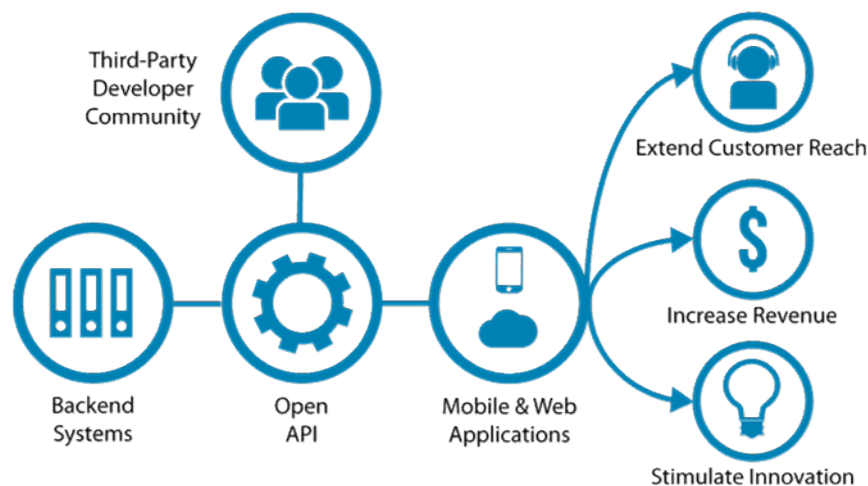 Third-Party
Developer
Community
Extend Customer Reach
$
Increase Revenue
Backend
Systems
Open
API
Mobile & Web
Applications
Stimulate Innovation